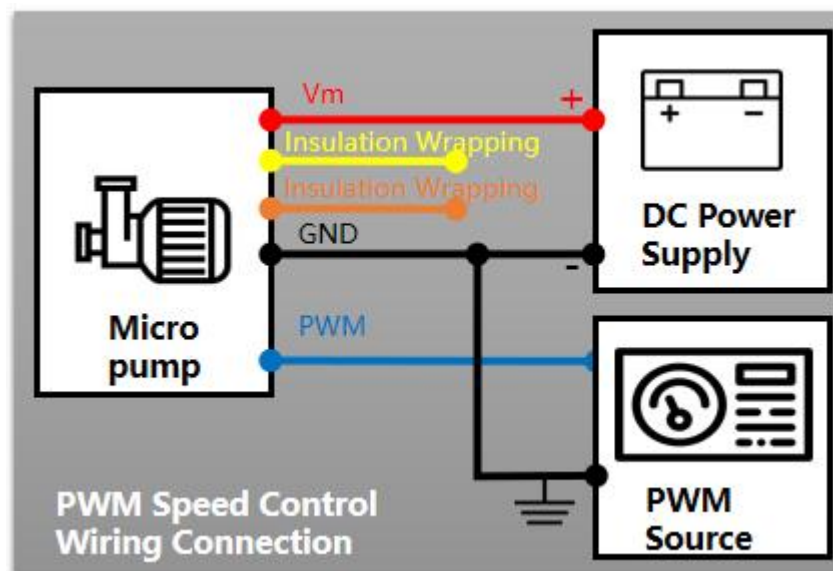 Vm
+
Insulation Wrapping
Insulation Wrapping
GND
-
PWM
Micro
pump
+ -
DC Power
Supply
PWM
Source
PWM Speed Control
Wiring Connection